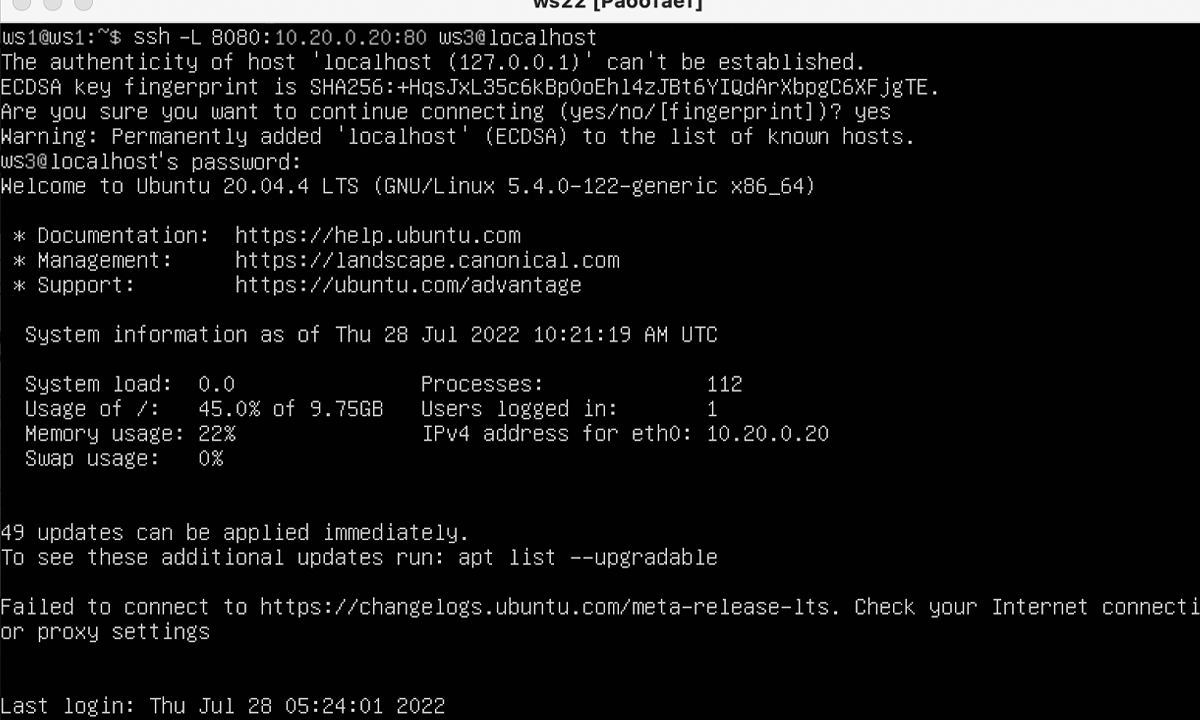 ws22 [Работает]
ws1@ws1:~$ ssh -L 8080:10.20.0.20:80 ws3@localhost
The authenticity of host 'localhost (127.0.0.1)' can't be established.
ECDSA key fingerprint is SHA256:+HqsJxL35c6kBpOoEhl4zJBt6YIQdArXbpgC6XFjgTE.
Are you sure you want to continue connecting (yes/no/[fingerprint])? yes
Warning: Permanently added 'localhost' (ECDSA) to the list of known hosts.
ws3@localhost's password:
Welcome to Ubuntu 20.04.4 LTS (GNU/Linux 5.4.0-122-generic x86_64)
* Documentation: https://help.ubuntu.com
* Management: https://landscape.canonical.com
* Support: https://ubuntu.com/advantage
System information as of Thu 28 Jul 2022 10:21:19 AM UTC
System load: 0.0 Processes: 112
Usage of /: 45.0% of 9.75GB Users logged in: 1
Memory usage: 22% IPv4 address for eth0: 10.20.0.20
Swap usage: 0%
49 updates can be applied immediately.
To see these additional updates run: apt list --upgradable
Failed to connect to https://changelogs.ubuntu.com/meta-release-lts. Check your Internet connecti
or proxy settings
Last login: Thu Jul 28 05:24:01 2022